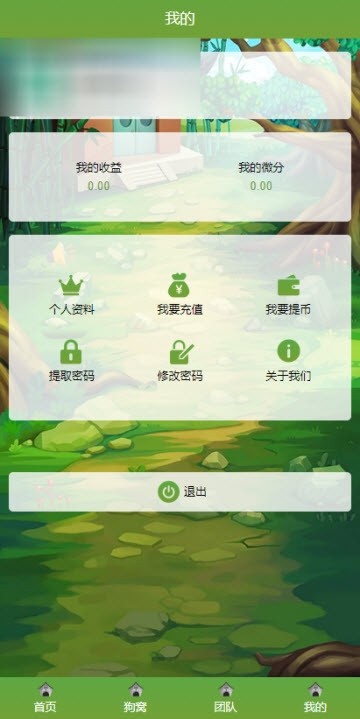 我的
我的收益 我的微分
0.00 0.00
个人资料 我要充值 我要提币
提取密码 修改密码 关于我们
退出
首页 狗窝 团队 我的